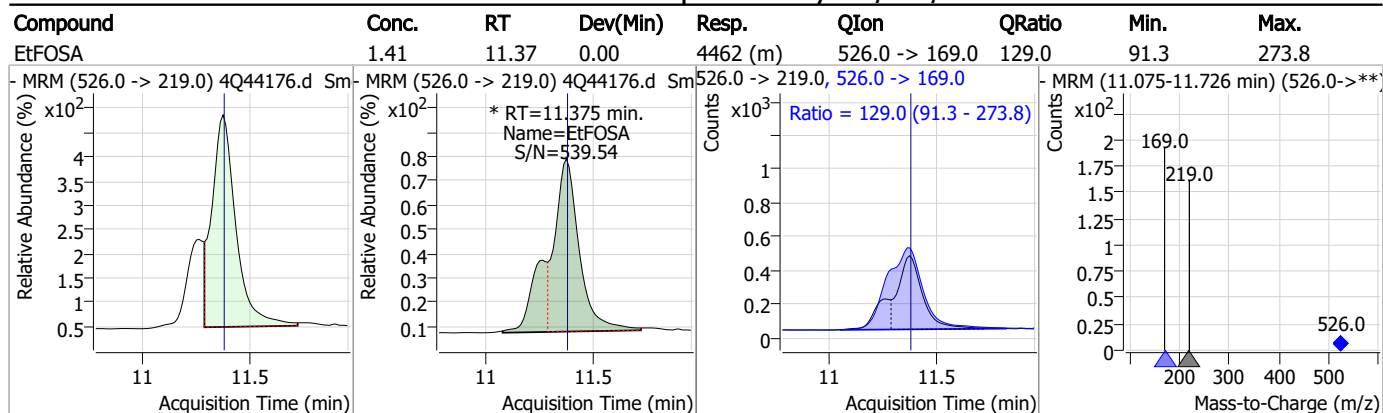 Compound Conc. RT Dev(Min) Resp. QIon QRatio Min. Max.
EtFOSA 1.41 11.37 0.00 4462 (m) 526.0 -> 169.0 129.0 91.3 273.8
- MRM (526.0 -> 219.0) 4Q44176.d Sm
Relative Abundance (%)
x10²
4
3.5
3
2.5
2
1.5
1
0.5
11 11.5
Acquisition Time (min)
- MRM (526.0 -> 219.0) 4Q44176.d Sm
Relative Abundance (%)
x10²
* RT=11.375 min.
Name=EtFOSA
S/N=539.54
0.8
0.7
0.6
0.5
0.4
0.3
0.2
0.1
11 11.5
Acquisition Time (min)
526.0 -> 219.0, 526.0 -> 169.0
Counts
x10³
Ratio = 129.0 (91.3 - 273.8)
1
0.8
0.6
0.4
0.2
0
11 11.5
Acquisition Time (min)
- MRM (11.075-11.726 min) (526.0->**)
Counts
x10²
2
1.75
1.5
1.25
1
0.75
0.5
0.25
0
169.0
219.0
526.0
200 300 400 500
Mass-to-Charge (m/z)